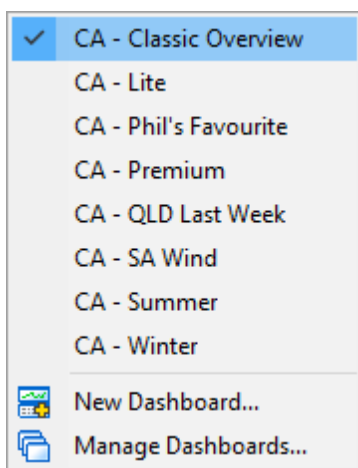 CA - Classic Overview
CA - Lite
CA - Phil's Favourite
CA - Premium
CA - QLD Last Week
CA - SA Wind
CA - Summer
CA - Winter
New Dashboard...
Manage Dashboards...